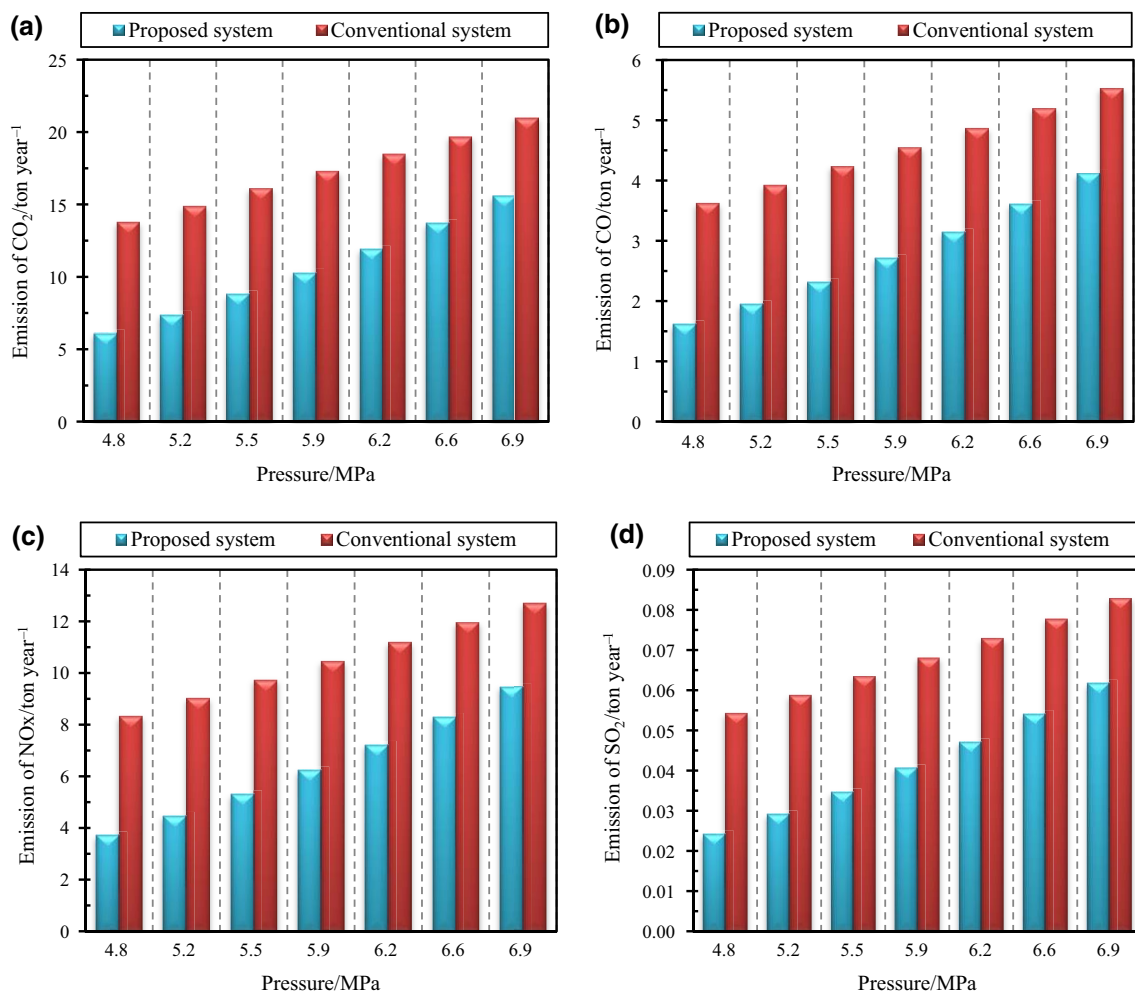 (a)
Proposed system Conventional system
Emission of CO₂/ton year⁻¹
25
20
15
10
5
0
4.8 5.2 5.5 5.9 6.2 6.6 6.9
Pressure/MPa
(b)
Proposed system Conventional system
Emission of CO/ton year⁻¹
6
5
4
3
2
1
0
4.8 5.2 5.5 5.9 6.2 6.6 6.9
Pressure/MPa
(c)
Proposed system Conventional system
Emission of NOx/ton year⁻¹
14
12
10
8
6
4
2
0
4.8 5.2 5.5 5.9 6.2 6.6 6.9
Pressure/MPa
(d)
Proposed system Conventional system
Emission of SO₂/ton year⁻¹
0.09
0.08
0.07
0.06
0.05
0.04
0.03
0.02
0.01
0.00
4.8 5.2 5.5 5.9 6.2 6.6 6.9
Pressure/MPa